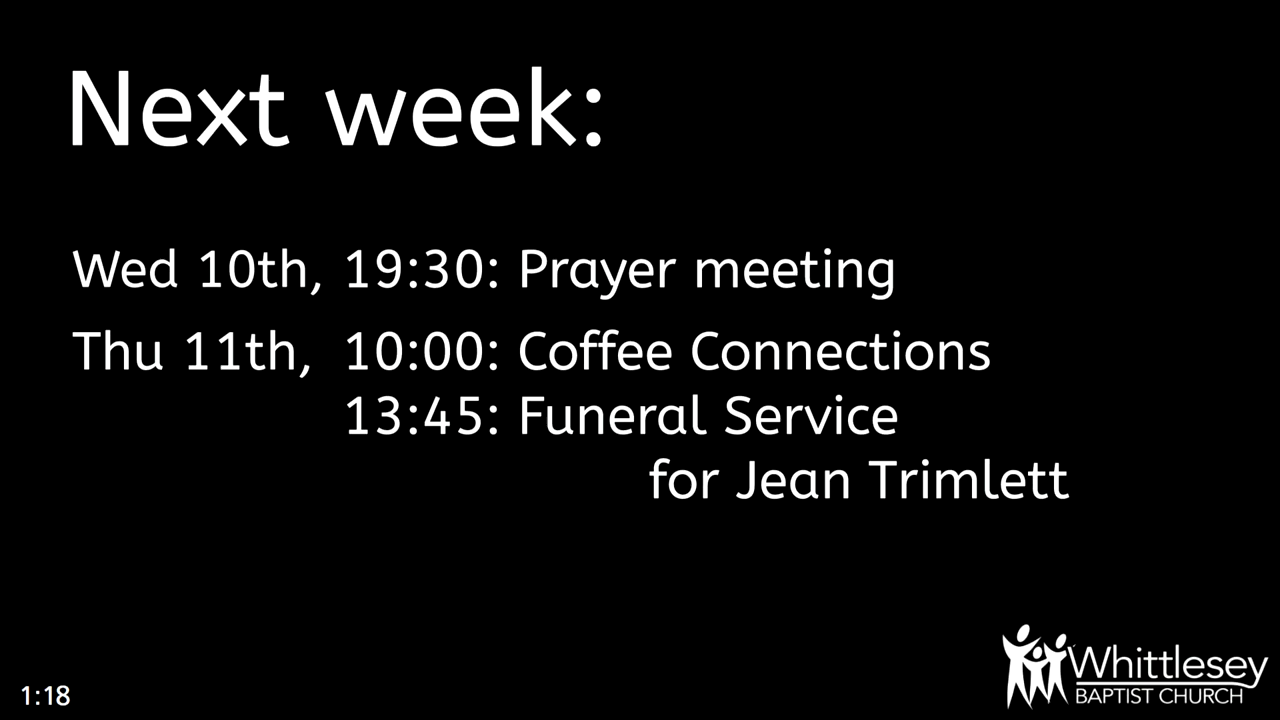 Next week:
Wed 10th, 19:30: Prayer meeting
Thu 11th, 10:00: Coffee Connections
13:45: Funeral Service
for Jean Trimlett
Whittlesey
BAPTIST CHURCH
1:18